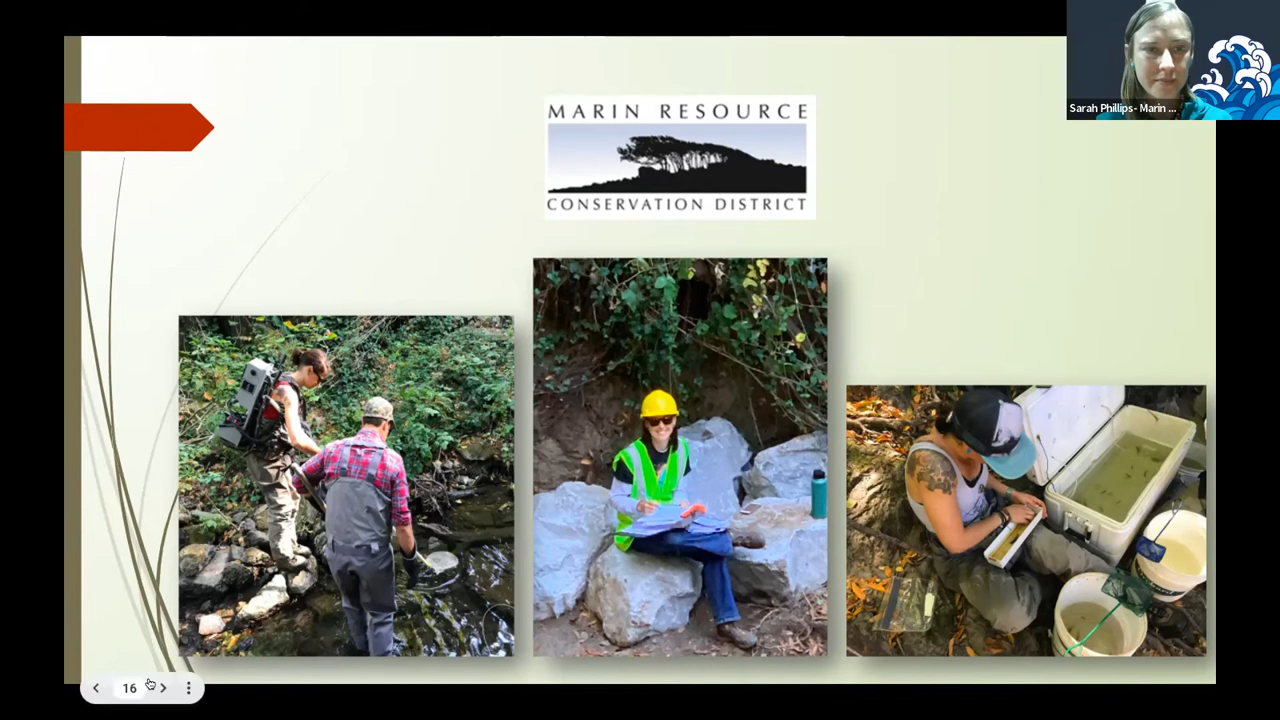 Sarah Phillips- Marin ...
MARIN RESOURCE
CONSERVATION DISTRICT
16